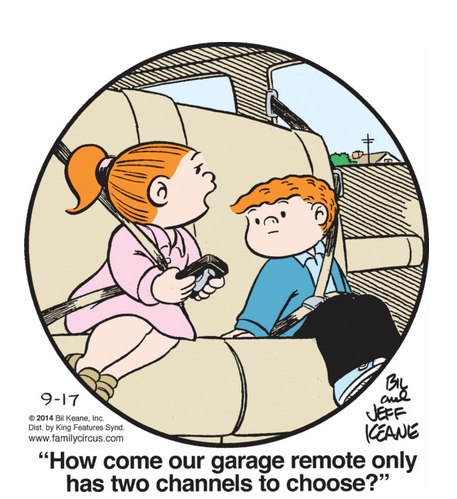 9-17
© 2014 Bil Keane, Inc.
Dist. by King Features Synd.
www.familycircus.com
BIL
and
JEFF
KEANE
“How come our garage remote only
has two channels to choose?”